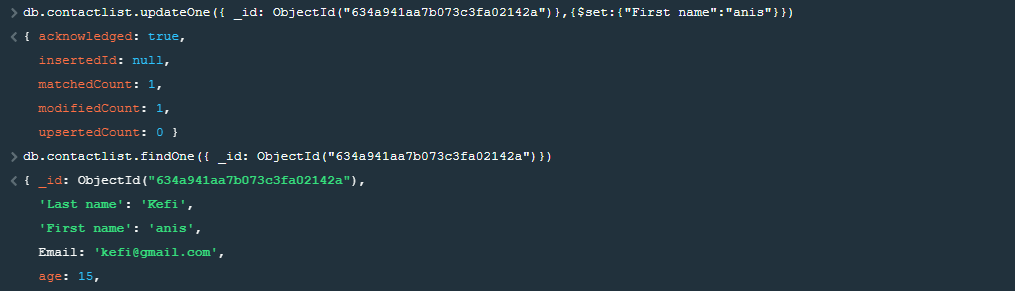 > db.contactlist.updateOne({ _id: ObjectId("634a941aa7b073c3fa02142a")},{$set:{"First name":"anis"}})
< { acknowledged: true,
insertedId: null,
matchedCount: 1,
modifiedCount: 1,
upsertedCount: 0 }
> db.contactlist.findOne({ _id: ObjectId("634a941aa7b073c3fa02142a")})
< { _id: ObjectId("634a941aa7b073c3fa02142a"),
'Last name': 'Kefi',
'First name': 'anis',
Email: 'kefi@gmail.com',
age: 15,